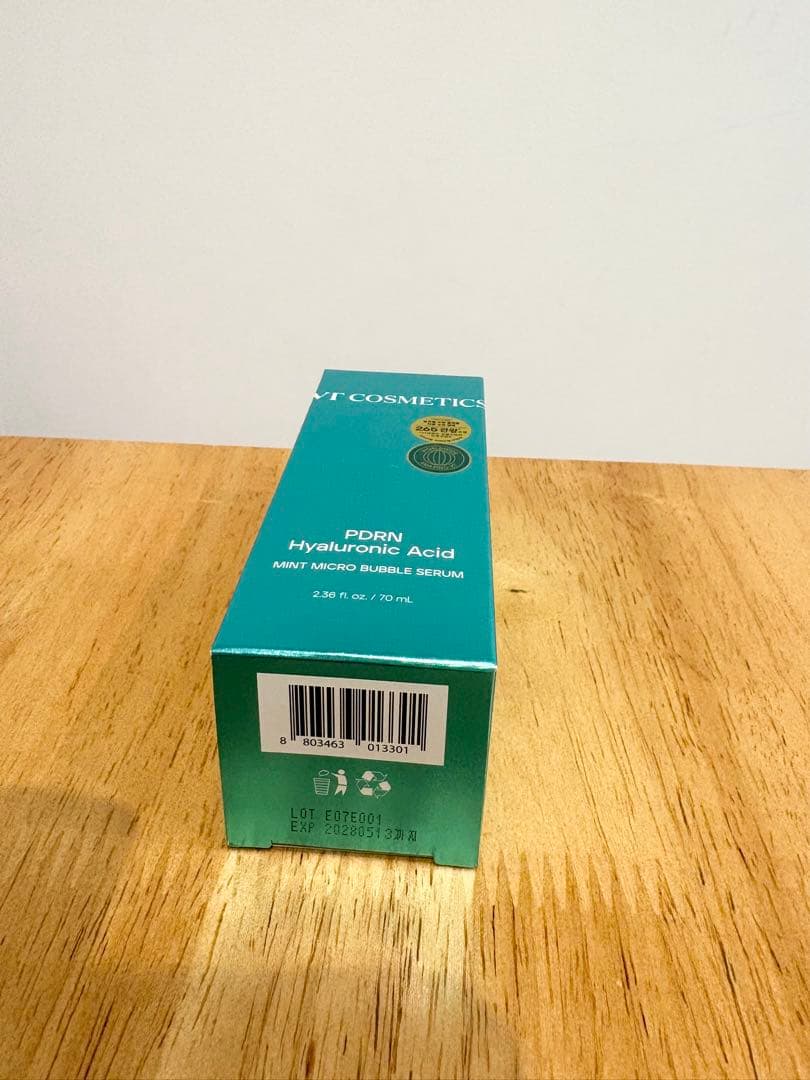 VT COSMETICS
265
PDRN
Hyaluronic Acid
MINT MICRO BUBBLE SERUM
2.36 fl. oz. / 70 mL
8 803463 013301
LOT E07E001
EXP 20280513까지